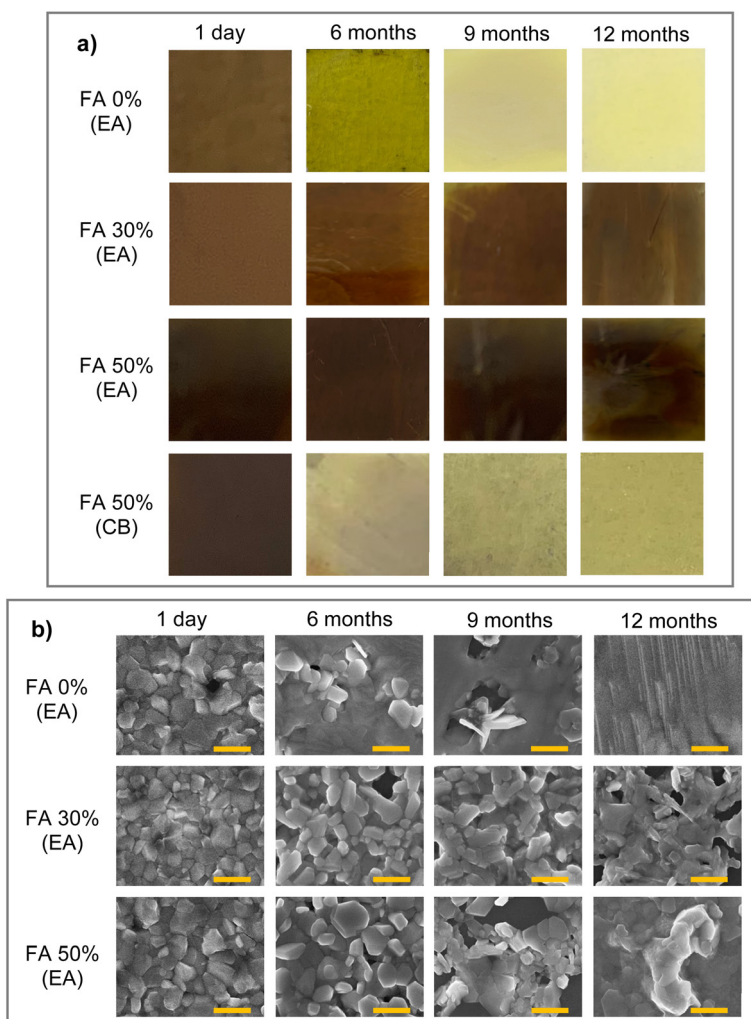 a)
1 day 6 months 9 months 12 months
FA 0%
(EA)
FA 30%
(EA)
FA 50%
(EA)
FA 50%
(CB)
b)
1 day 6 months 9 months 12 months
FA 0%
(EA)
FA 30%
(EA)
FA 50%
(EA)